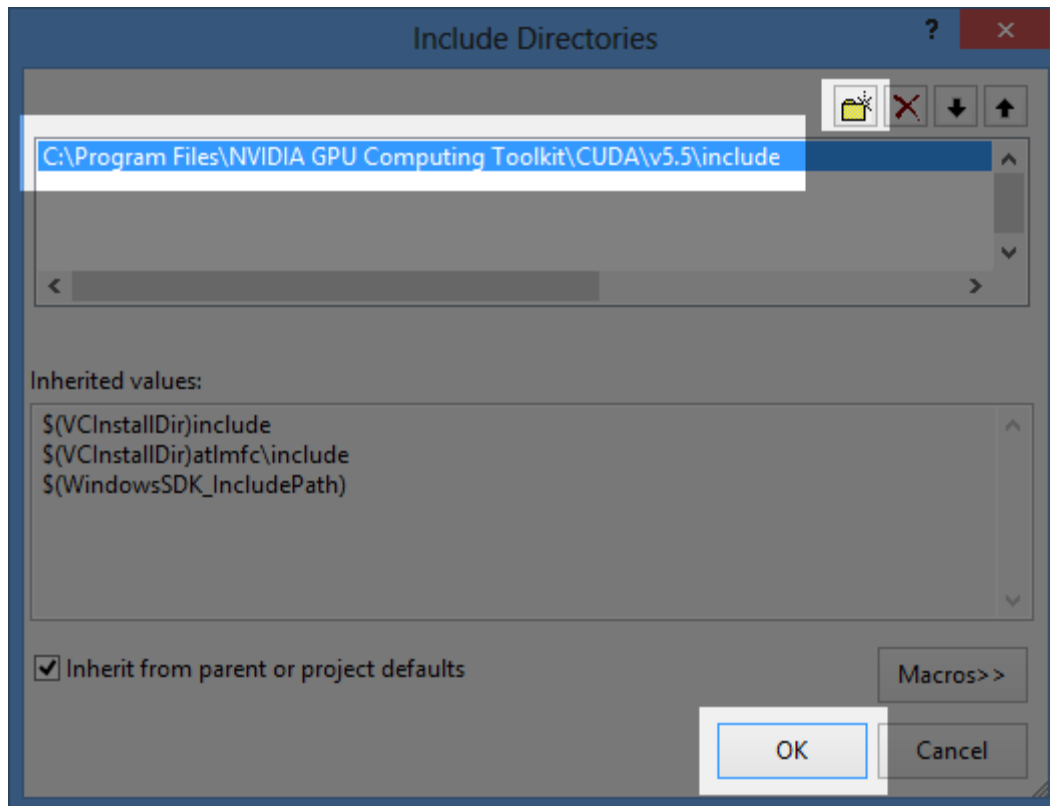 Include Directories
?
C:\Program Files\NVIDIA GPU Computing Toolkit\CUDA\v5.5\include
Inherited values:
$(VCInstallDir)include
$(VCInstallDir)atlmfc\include
$(WindowsSDK_IncludePath)
Inherit from parent or project defaults
Macros>>
OK
Cancel